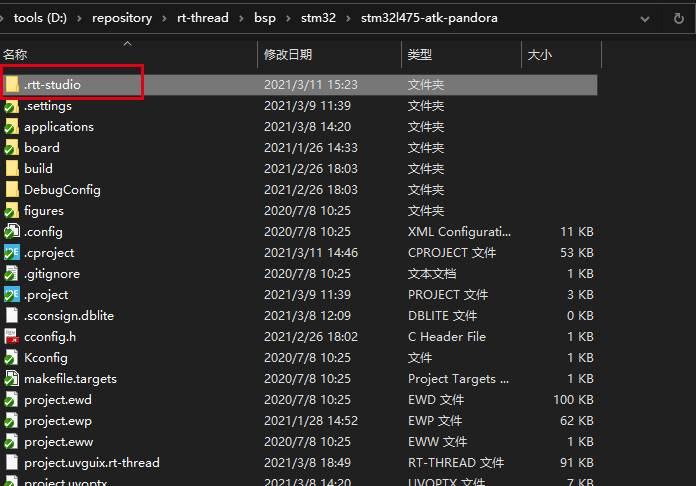 tools (D:) › repository › rt-thread › bsp › stm32 › stm32l475-atk-pandora
名称 修改日期 类型 大小
.rtt-studio 2021/3/11 15:23 文件夹
.settings 2021/3/9 11:39 文件夹
applications 2021/3/8 14:20 文件夹
board 2021/1/26 14:33 文件夹
build 2021/2/26 18:03 文件夹
DebugConfig 2021/2/26 18:03 文件夹
figures 2020/7/8 10:25 文件夹
.config 2020/7/8 10:25 XML Configurati... 11 KB
.cproject 2021/3/11 14:46 CPROJECT 文件 53 KB
.gitignore 2020/7/8 10:25 文本文档 1 KB
.project 2021/3/9 11:39 PROJECT 文件 3 KB
.sconsign.dblite 2021/3/8 12:09 DBLITE 文件 0 KB
cconfig.h 2021/2/26 18:02 C Header File 1 KB
Kconfig 2020/7/8 10:25 文件 1 KB
makefile.targets 2020/7/8 10:25 Project Targets ... 1 KB
project.ewd 2020/7/8 10:25 EWD 文件 100 KB
project.ewp 2021/1/28 14:52 EWP 文件 62 KB
project.eww 2020/7/8 10:25 EWW 文件 1 KB
project.uvguix.rt-thread 2021/3/8 18:49 RT-THREAD 文件 91 KB
project.uvoptx 2021/3/8 14:20 UVOPTX 文件 7 KB